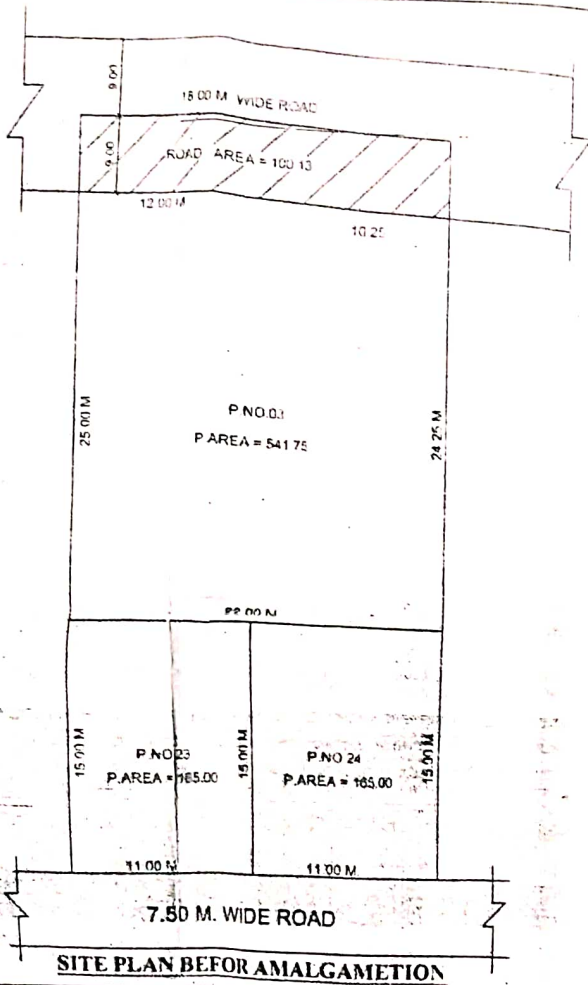 9.00
18.00 M WIDE ROAD
9.00
ROAD AREA = 100.13
12.00 M
10.25
25.00 M
P.NO.03
P.AREA = 541.75
24.25 M
22.00 M
15.00 M
P.NO 23
P.AREA = 165.00
15.00 M
P.NO 24
P.AREA = 165.00
15.00 M
11.00 M
11.00 M.
7.50 M. WIDE ROAD
SITE PLAN BEFOR AMALGAMETION